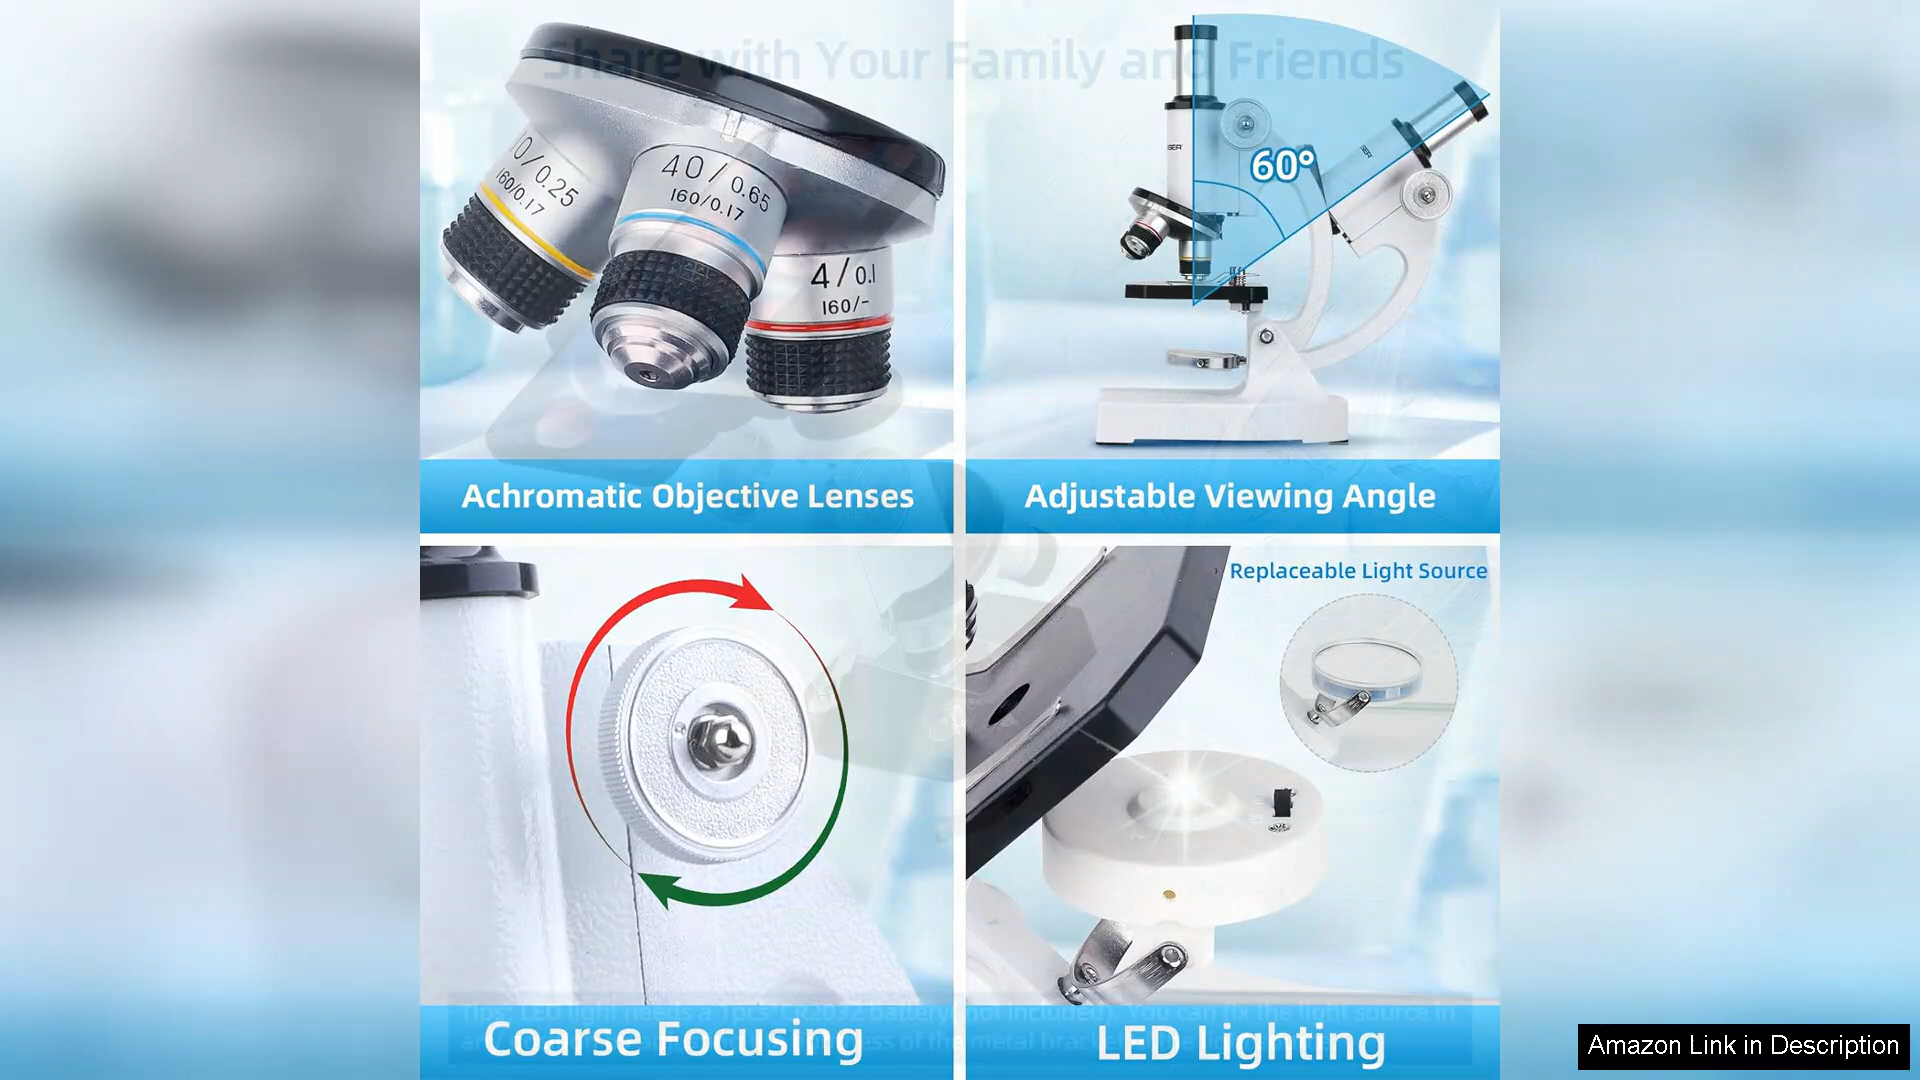 Share with Your Family and Friends
0/0.25
160/0.17
40/0.65
160/0.17
4/0.1
160/-
60°
Achromatic Objective Lenses
Adjustable Viewing Angle
Replaceable Light Source
Coarse Focusing
LED Lighting
Amazon Link in Description